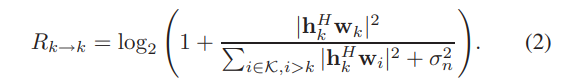 R_{k→k} = log_2 ( 1 + |h_k^H w_k|^2 / (∑_{i∈𝒦,i>k} |h_k^H w_i|^2 + σ_n^2) ). (2)